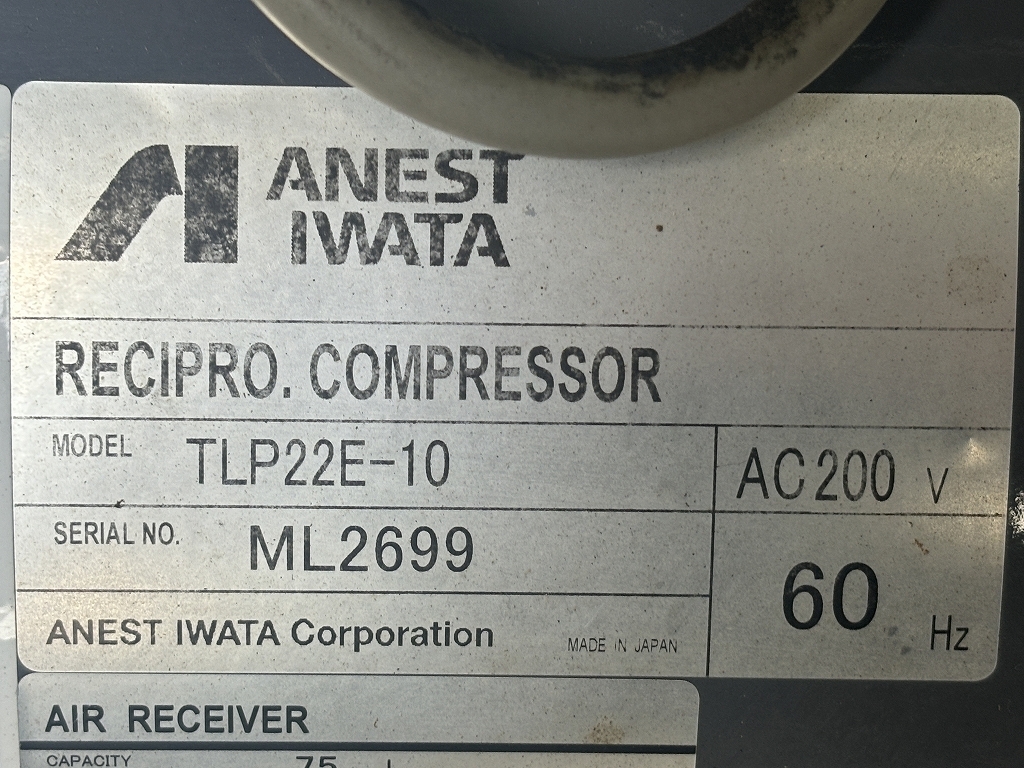 ANEST
IWATA
RECIPRO. COMPRESSOR
MODEL TLP22E-10
AC200 V
SERIAL NO. ML2699
60 Hz
ANEST IWATA Corporation MADE IN JAPAN
AIR RECEIVER
CAPACITY 75 L